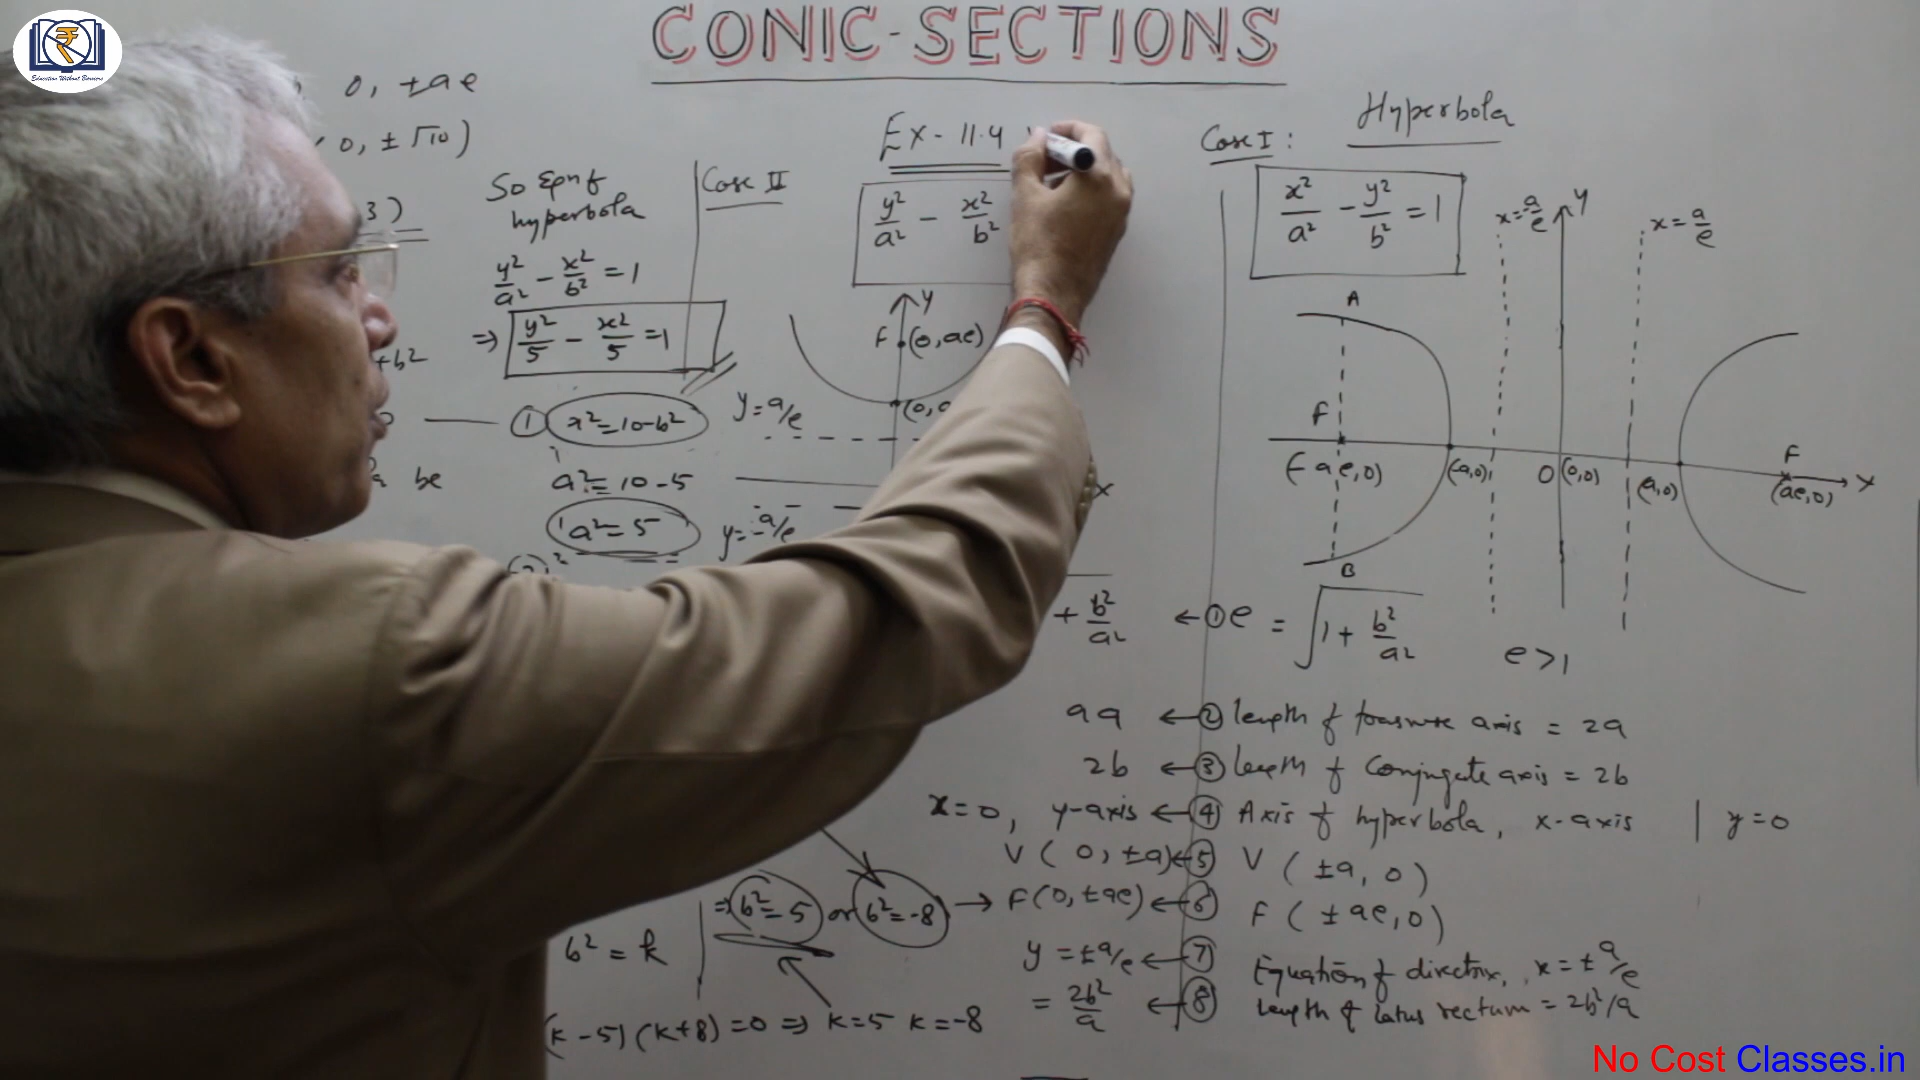 CONIC-SECTIONS
Education Without Barriers
0, ±ae
0, ±√10)
3)
+b²
be
So Eqn of
hyperbola
y²/a² - x²/b² = 1
⇒ y²/5 - x²/5 = 1
① x²=10-b²
a²=10-5
a²=5
Case II
Ex-11.4
y²/a² - x²/b²
Y
F (0, ae)
y=a/e
x
y=-a/e
+ b²/a²
Hyperbola
Case I :
x²/a² - y²/b² = 1
x=-a/e
Y
x=a/e
A
F
F
(-ae,0)
(-a,0)
O (0,0)
(a,0)
(ae,0)
X
B
←① e = √1 + b²/a²
e>1
2a ← ② length of transverse axis = 2a
2b ← ③ length of Conjugate axis = 2b
x=0, y-axis ← ④ Axis of hyperbola, x-axis | y=0
V ( 0, ±a) ← ⑤ V ( ±a, 0 )
⇒ b²=5 or b²=-8 → F(0,±ae) ← ⑥ F ( ±ae, 0 )
b² = k
y = ±a/e ← ⑦ Equation of directrix, x = ± a/e
= 2b²/a ← ⑧ length of latus rectum = 2b²/a
(k-5)(k+8)=0 ⇒ k=5 k=-8
No Cost Classes.in